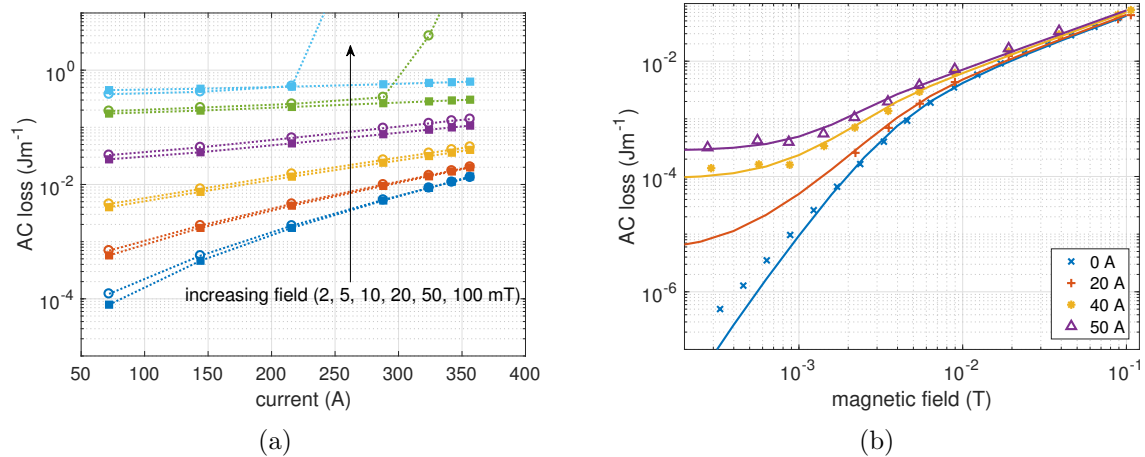 AC loss (Jm⁻¹)
10⁰
10⁻²
10⁻⁴
increasing field (2, 5, 10, 20, 50, 100 mT)
50 100 150 200 250 300 350 400
current (A)
(a)
AC loss (Jm⁻¹)
10⁻²
10⁻⁴
10⁻⁶
0 A
20 A
40 A
50 A
10⁻³ 10⁻² 10⁻¹
magnetic field (T)
(b)